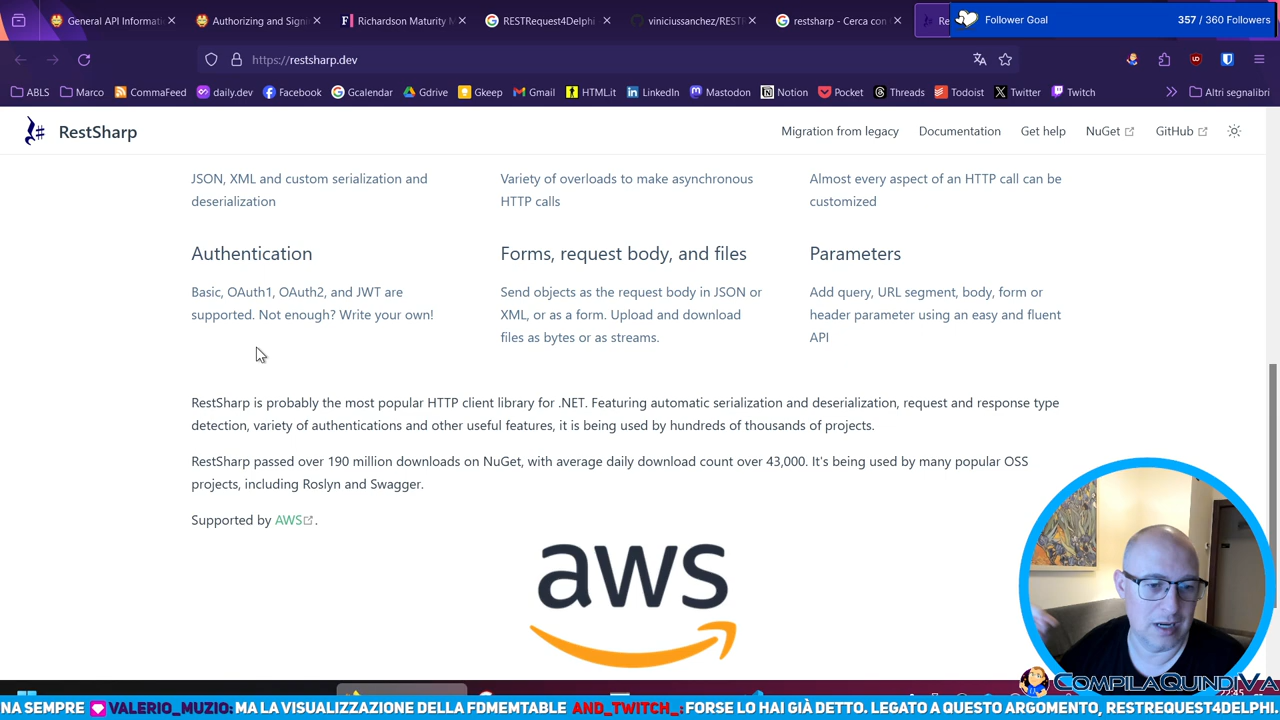 General API Informati
Authorizing and Sign
Richardson Maturity M
RESTRequest4Delphi
viniciussanchez/REST
restsharp - Cerca con
Re
Follower Goal
357 / 360 Followers
https://restsharp.dev
ABLS
Marco
CommaFeed
daily.dev
Facebook
Gcalendar
Gdrive
Gkeep
Gmail
HTML.it
LinkedIn
Mastodon
Notion
Pocket
Threads
Todoist
Twitter
Twitch
Altri segnalibri
RestSharp
Migration from legacy
Documentation
Get help
NuGet
GitHub
JSON, XML and custom serialization and
deserialization
Variety of overloads to make asynchronous
HTTP calls
Almost every aspect of an HTTP call can be
customized
Authentication
Basic, OAuth1, OAuth2, and JWT are
supported. Not enough? Write your own!
Forms, request body, and files
Send objects as the request body in JSON or
XML, or as a form. Upload and download
files as bytes or as streams.
Parameters
Add query, URL segment, body, form or
header parameter using an easy and fluent
API
RestSharp is probably the most popular HTTP client library for .NET. Featuring automatic serialization and deserialization, request and response type
detection, variety of authentications and other useful features, it is being used by hundreds of thousands of projects.
RestSharp passed over 190 million downloads on NuGet, with average daily download count over 43,000. It's being used by many popular OSS
projects, including Roslyn and Swagger.
Supported by AWS.
aws
COMPILAQUINDIVA
NA SEMPRE VALERIO_MUZIO: MA LA VISUALIZZAZIONE DELLA FDMEMTABLE AND_TWITCH_: FORSE LO HAI GIÀ DETTO. LEGATO A QUESTO ARGOMENTO, RESTREQUEST4DELPHI.